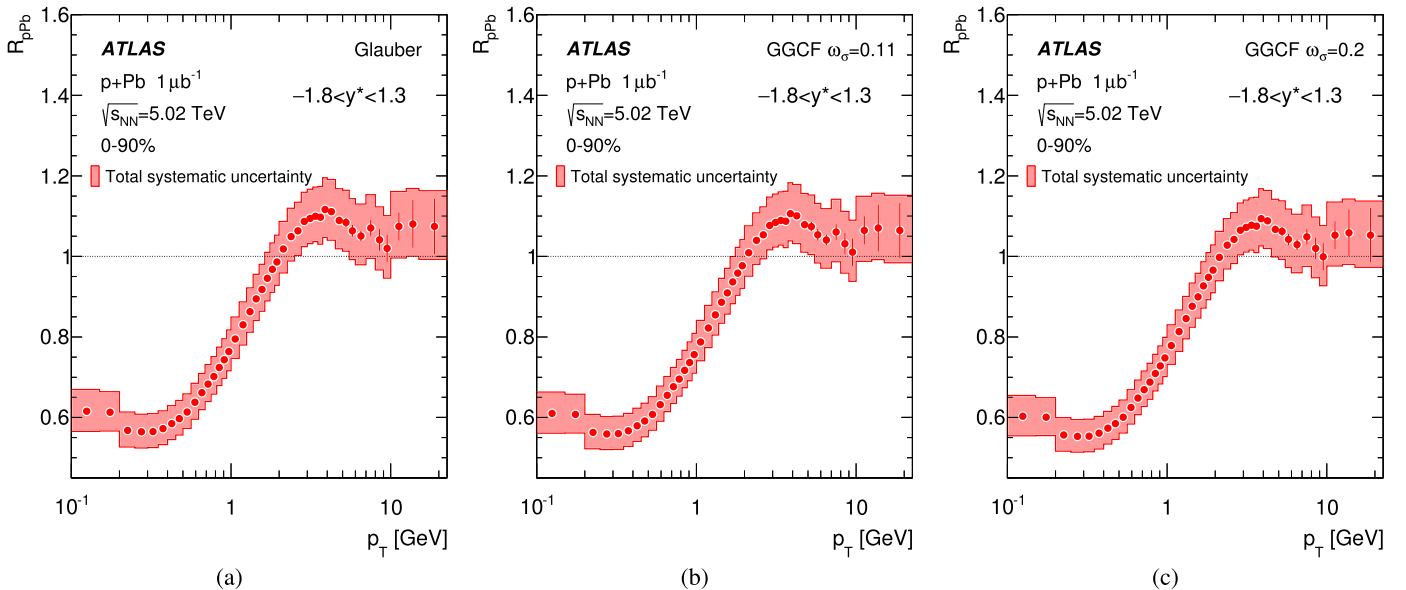 R_pPb
1.6
1.4
1.2
1
0.8
0.6
ATLAS Glauber
p+Pb 1 μb⁻¹
−1.8<y*<1.3
√s_NN=5.02 TeV
0-90%
Total systematic uncertainty
10⁻¹ 1 10
p_T [GeV]
(a)
R_pPb
1.6
1.4
1.2
1
0.8
0.6
ATLAS GGCF ω_σ=0.11
p+Pb 1 μb⁻¹
−1.8<y*<1.3
√s_NN=5.02 TeV
0-90%
Total systematic uncertainty
10⁻¹ 1 10
p_T [GeV]
(b)
R_pPb
1.6
1.4
1.2
1
0.8
0.6
ATLAS GGCF ω_σ=0.2
p+Pb 1 μb⁻¹
−1.8<y*<1.3
√s_NN=5.02 TeV
0-90%
Total systematic uncertainty
10⁻¹ 1 10
p_T [GeV]
(c)